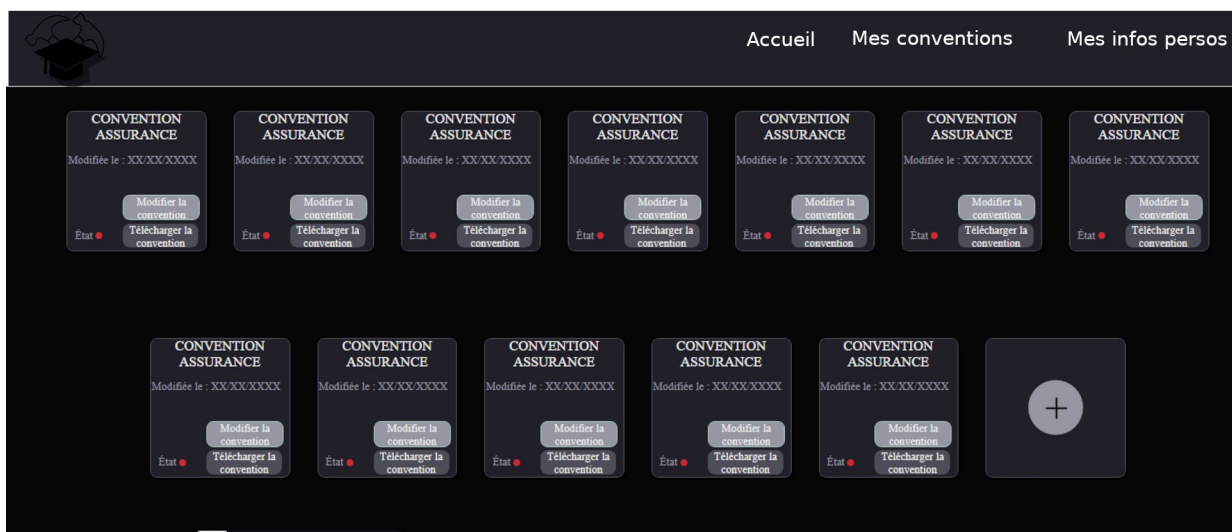 Accueil Mes conventions Mes infos persos
CONVENTION CONVENTION CONVENTION CONVENTION CONVENTION CONVENTION CONVENTION
ASSURANCE ASSURANCE ASSURANCE ASSURANCE ASSURANCE ASSURANCE ASSURANCE
Modifiée le : XX/XX/XXXX Modifiée le : XX/XX/XXXX Modifiée le : XX/XX/XXXX Modifiée le : XX/XX/XXXX Modifiée le : XX/XX/XXXX Modifiée le : XX/XX/XXXX Modifiée le : XX/XX/XXXX
Modifier la Modifier la Modifier la Modifier la Modifier la Modifier la Modifier la
convention convention convention convention convention convention convention
État Télécharger la État Télécharger la État Télécharger la État Télécharger la État Télécharger la État Télécharger la État Télécharger la
convention convention convention convention convention convention convention
CONVENTION CONVENTION CONVENTION CONVENTION CONVENTION
ASSURANCE ASSURANCE ASSURANCE ASSURANCE ASSURANCE
Modifiée le : XX/XX/XXXX Modifiée le : XX/XX/XXXX Modifiée le : XX/XX/XXXX Modifiée le : XX/XX/XXXX Modifiée le : XX/XX/XXXX
Modifier la Modifier la Modifier la Modifier la Modifier la
convention convention convention convention convention
État Télécharger la État Télécharger la État Télécharger la État Télécharger la État Télécharger la
convention convention convention convention convention